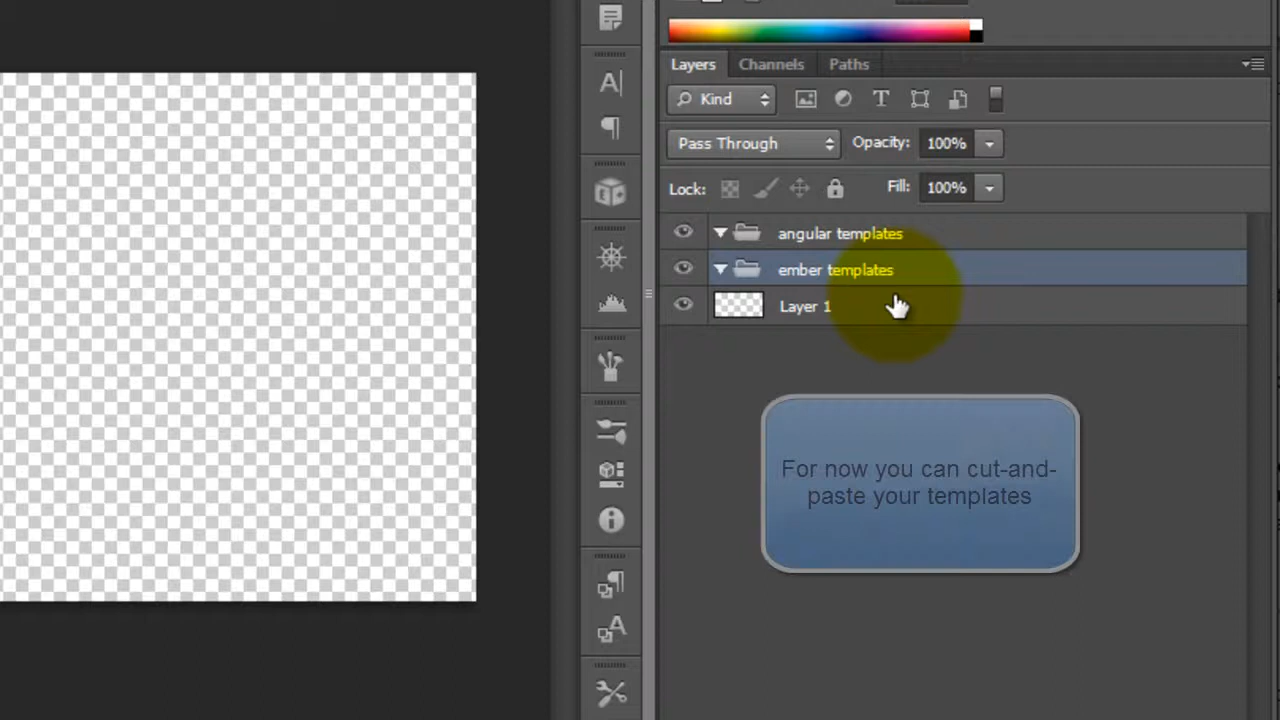 Layers Channels Paths
Kind
Pass Through Opacity: 100%
Lock: Fill: 100%
angular templates
ember templates
Layer 1
For now you can cut-and-
paste your templates